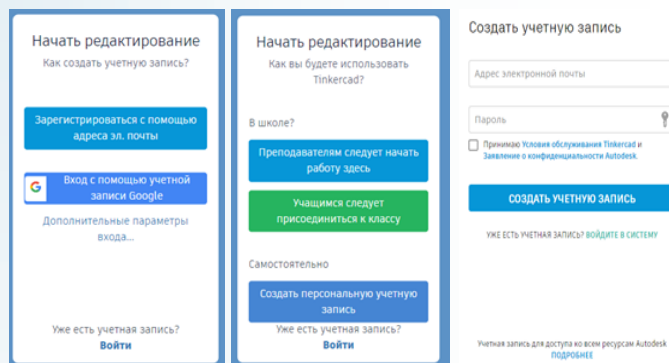 Начать редактирование
Как создать учетную запись?
Зарегистрироваться с помощью
адреса эл. почты
G
Вход с помощью учетной
записи Google
Дополнительные параметры
входа...
Уже есть учетная запись?
Войти
Начать редактирование
Как вы будете использовать
Tinkercad?
В школе?
Преподавателям следует начать
работу здесь
Учащимся следует
присоединиться к классу
Самостоятельно
Создать персональную учетную
запись
Уже есть учетная запись?
Войти
Создать учетную запись
Адрес электронной почты
Пароль
Принимаю Условия обслуживания Tinkercad и
Заявление о конфиденциальности Autodesk.
СОЗДАТЬ УЧЕТНУЮ ЗАПИСЬ
УЖЕ ЕСТЬ УЧЕТНАЯ ЗАПИСЬ? ВОЙДИТЕ В СИСТЕМУ
Учетная запись для доступа ко всем ресурсам Autodesk
ПОДРОБНЕЕ